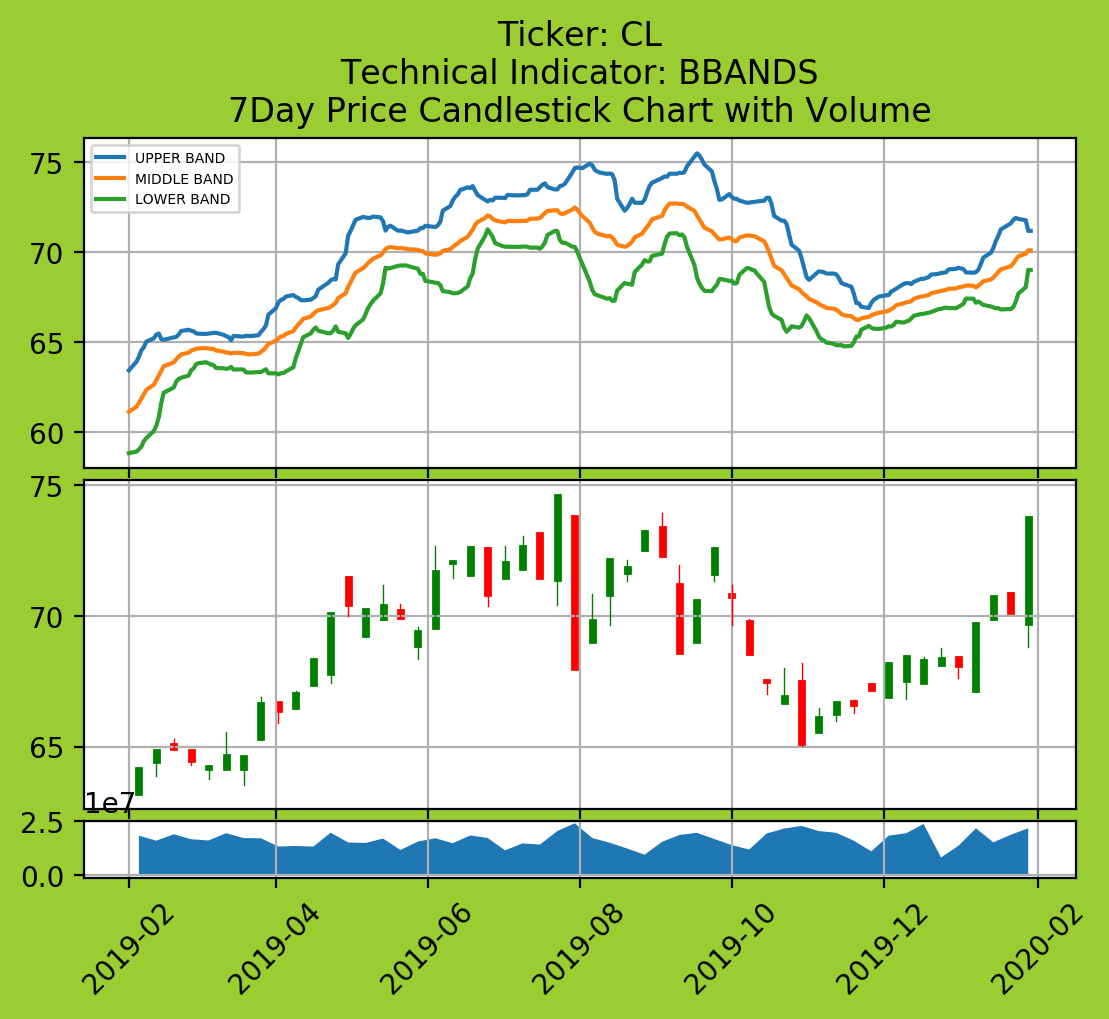 Ticker: CL
Technical Indicator: BBANDS
7Day Price Candlestick Chart with Volume
75
70
65
60
UPPER BAND
MIDDLE BAND
LOWER BAND
75
70
65
1e7
2.5
0.0
2019-02
2019-04
2019-06
2019-08
2019-10
2019-12
2020-02